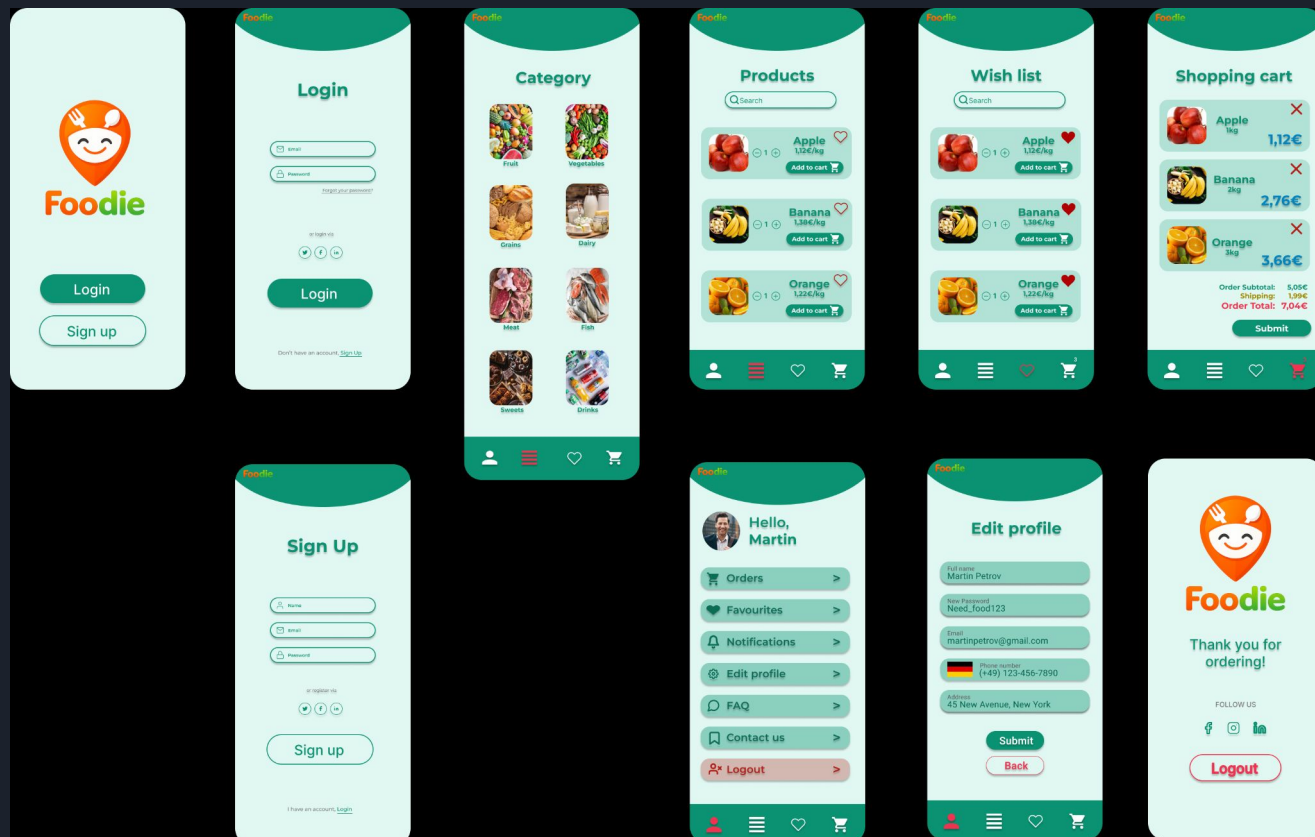 Foodie
Login
Sign up
Foodie
Login
Email
Password
Forgot your password?
or login via
Login
Don't have an account, Sign Up
Foodie
Category
Fruit
Vegetables
Grains
Dairy
Meat
Fish
Sweets
Drinks
Foodie
Products
Search
Apple
1,12€/kg
1
Add to cart
Banana
1,38€/kg
1
Add to cart
Orange
1,22€/kg
1
Add to cart
Foodie
Wish list
Search
Apple
1,12€/kg
1
Add to cart
Banana
1,38€/kg
1
Add to cart
Orange
1,22€/kg
1
Add to cart
3
Foodie
Shopping cart
Apple
1kg
1,12€
Banana
2kg
2,76€
Orange
3kg
3,66€
Order Subtotal: 5,05€
Shipping: 1,99€
Order Total: 7,04€
Submit
Foodie
Sign Up
Name
Email
Password
or register via
Sign up
I have an account, Login
Foodie
Hello,
Martin
Orders >
Favourites >
Notifications >
Edit profile >
FAQ >
Contact us >
Logout >
Foodie
Edit profile
Full name
Martin Petrov
New Password
Need_food123
Email
martinpetrov@gmail.com
Phone number
(+49) 123-456-7890
Address
45 New Avenue, New York
Submit
Back
Foodie
Thank you for
ordering!
FOLLOW US
Logout